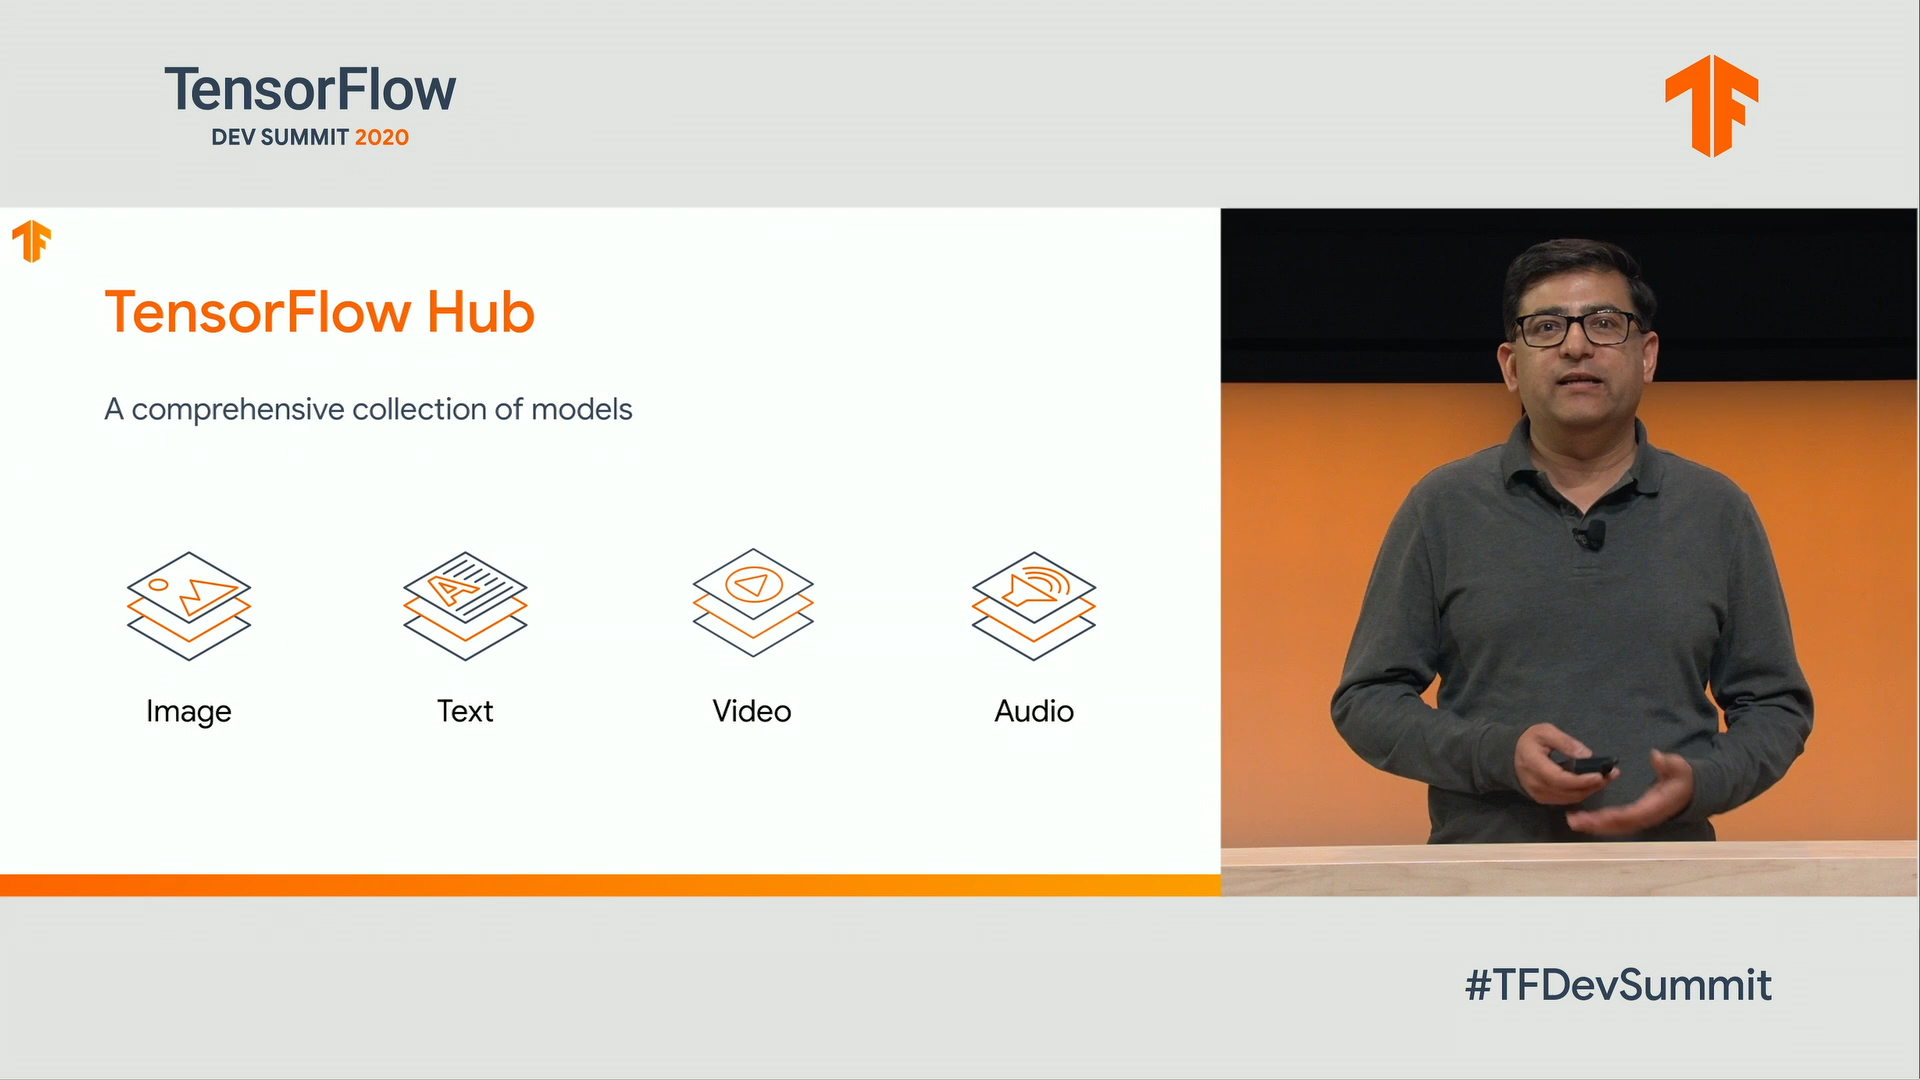 TensorFlow
DEV SUMMIT 2020
TensorFlow Hub
A comprehensive collection of models
Image
Text
Video
Audio
#TFDevSummit